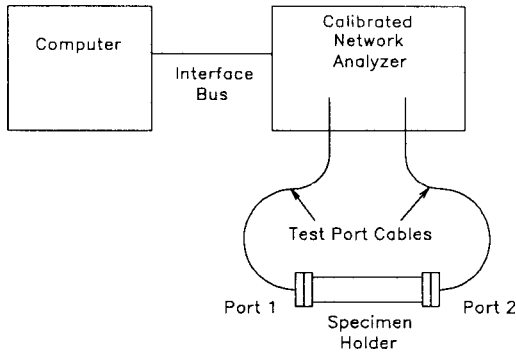 Computer
Interface
Bus
Calibrated
Network
Analyzer
Test Port Cables
Port 1
Specimen
Holder
Port 2